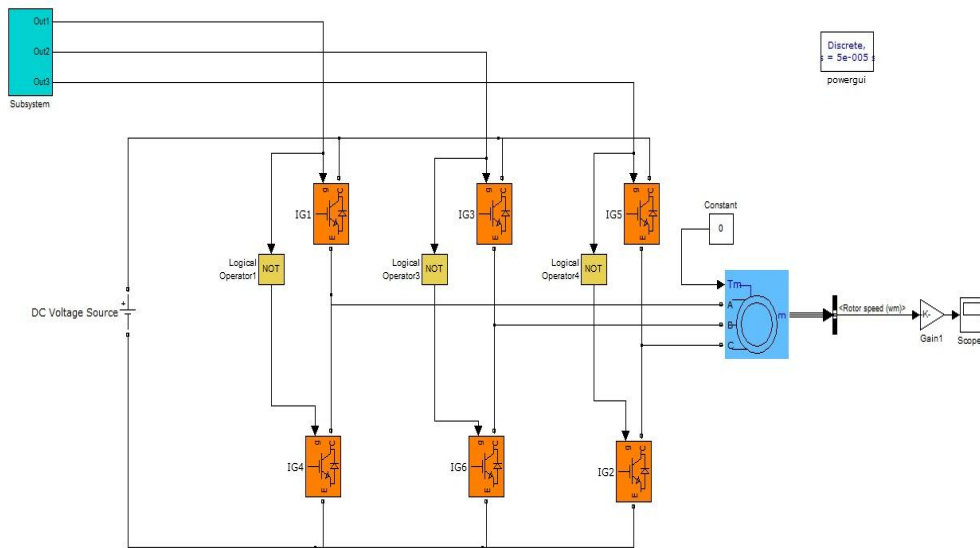 Out1
Out2
Out3
Subsystem
Discrete,
s = 5e-005 s
powergui
g
C
IG1
E
g
C
IG3
E
g
C
IG5
E
Constant
0
Logical
Operator1
NOT
Logical
Operator3
NOT
Logical
Operator4
NOT
DC Voltage Source
+
Tm
A
B
C
m
<Rotor speed (wm)>
K-
Gain1
Scope
g
C
IG4
E
g
C
IG6
E
g
C
IG2
E